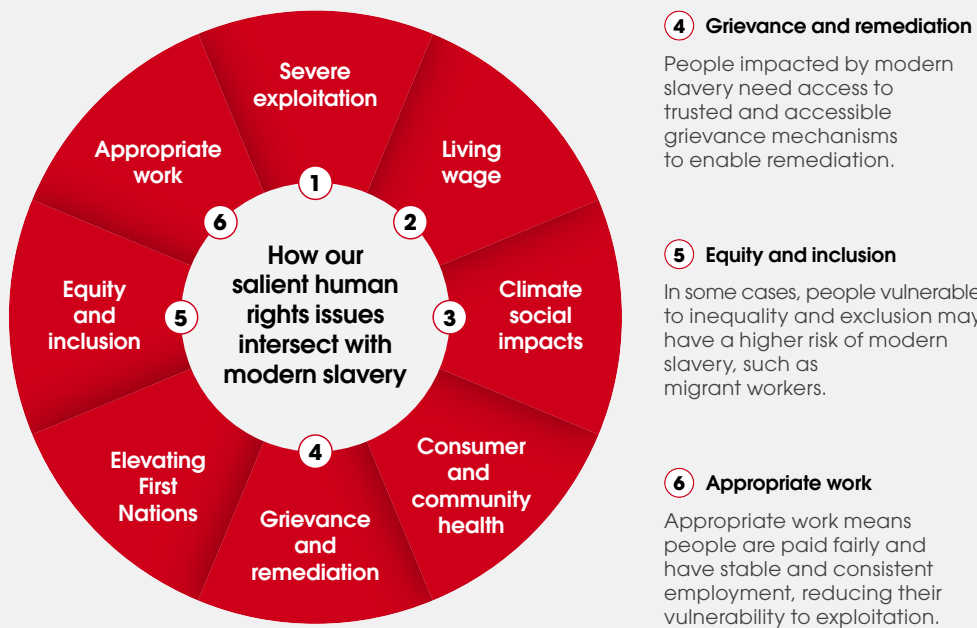 Severe
exploitation
1
Living
wage
2
Climate
social
impacts
3
Consumer
and
community
health
Grievance
and
remediation
4
Elevating
First
Nations
Equity
and
inclusion
5
Appropriate
work
6
How our
salient human
rights issues
intersect with
modern slavery
4 Grievance and remediation
People impacted by modern
slavery need access to
trusted and accessible
grievance mechanisms
to enable remediation.
5 Equity and inclusion
In some cases, people vulnerable
to inequality and exclusion may
have a higher risk of modern
slavery, such as
migrant workers.
6 Appropriate work
Appropriate work means
people are paid fairly and
have stable and consistent
employment, reducing their
vulnerability to exploitation.